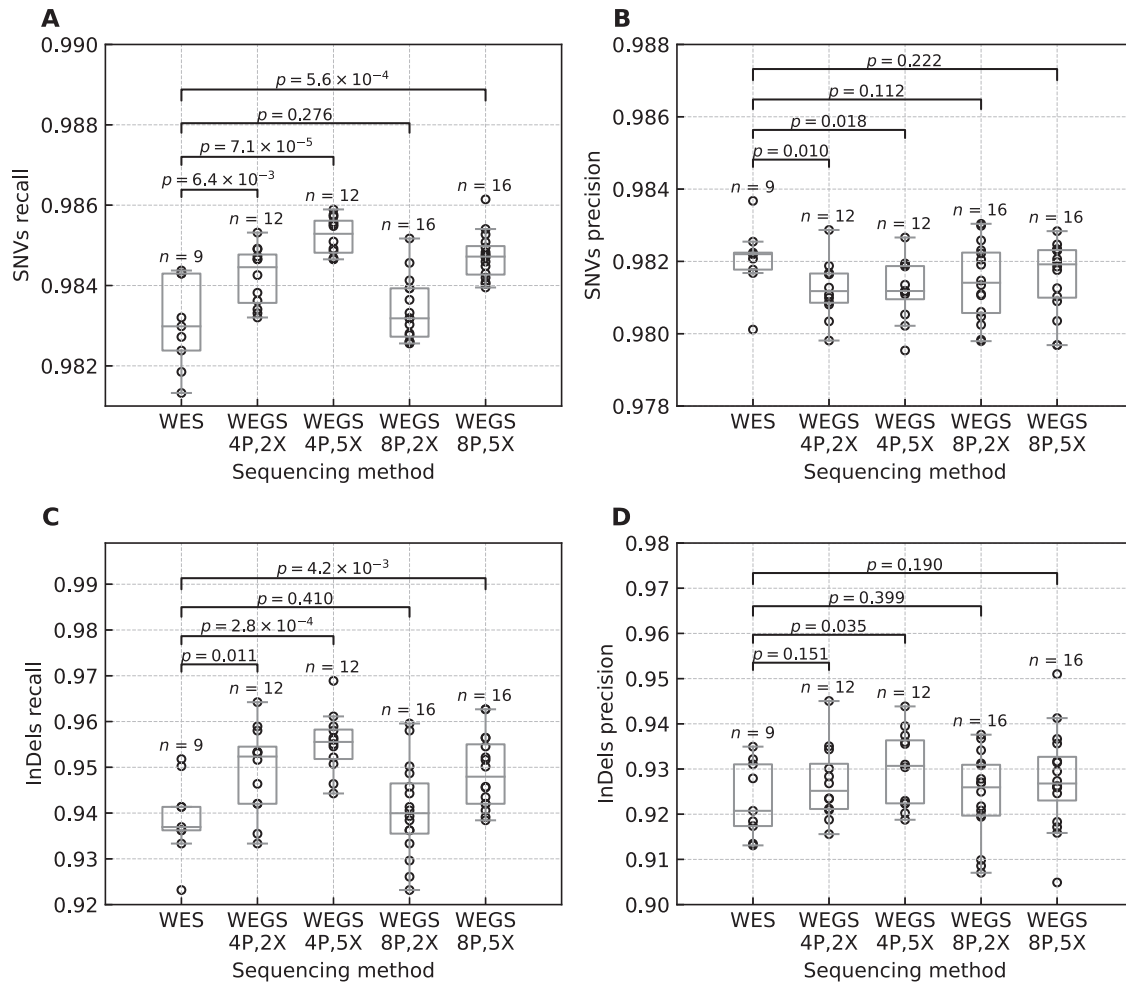 A
0.990
0.988
0.986
0.984
0.982
SNVs recall
p = 5.6 × 10⁻⁴
p = 0.276
p = 7.1 × 10⁻⁵
p = 6.4 × 10⁻³
n = 9
n = 12
n = 12
n = 16
n = 16
WES
WEGS
4P,2X
WEGS
4P,5X
WEGS
8P,2X
WEGS
8P,5X
Sequencing method
B
0.988
0.986
0.984
0.982
0.980
0.978
SNVs precision
p = 0.222
p = 0.112
p = 0.018
p = 0.010
n = 9
n = 12
n = 12
n = 16
n = 16
WES
WEGS
4P,2X
WEGS
4P,5X
WEGS
8P,2X
WEGS
8P,5X
Sequencing method
C
0.99
0.98
0.97
0.96
0.95
0.94
0.93
0.92
InDels recall
p = 4.2 × 10⁻³
p = 0.410
p = 2.8 × 10⁻⁴
p = 0.011
n = 9
n = 12
n = 12
n = 16
n = 16
WES
WEGS
4P,2X
WEGS
4P,5X
WEGS
8P,2X
WEGS
8P,5X
Sequencing method
D
0.98
0.97
0.96
0.95
0.94
0.93
0.92
0.91
0.90
InDels precision
p = 0.190
p = 0.399
p = 0.035
p = 0.151
n = 9
n = 12
n = 12
n = 16
n = 16
WES
WEGS
4P,2X
WEGS
4P,5X
WEGS
8P,2X
WEGS
8P,5X
Sequencing method